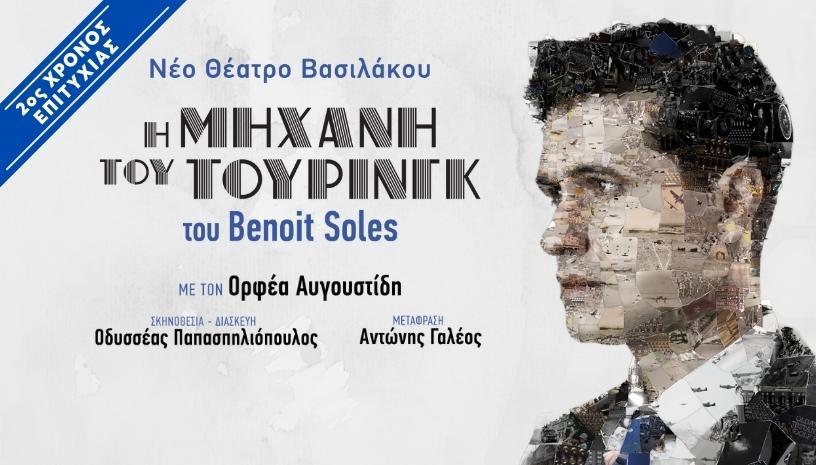 2ος ΧΡΟΝΟΣ
ΕΠΙΤΥΧΙΑΣ
Νέο Θέατρο Βασιλάκου
Η ΜΗΧΑΝΗ
ΤΟΥ ΤΟΥΡΙΝΓΚ
του Benoit Soles
ΜΕ ΤΟΝ Ορφέα Αυγουστίδη
ΣΚΗΝΟΘΕΣΙΑ - ΔΙΑΣΚΕΥΗ
Οδυσσέας Παπασπηλιόπουλος
ΜΕΤΑΦΡΑΣΗ
Αντώνης Γαλέος